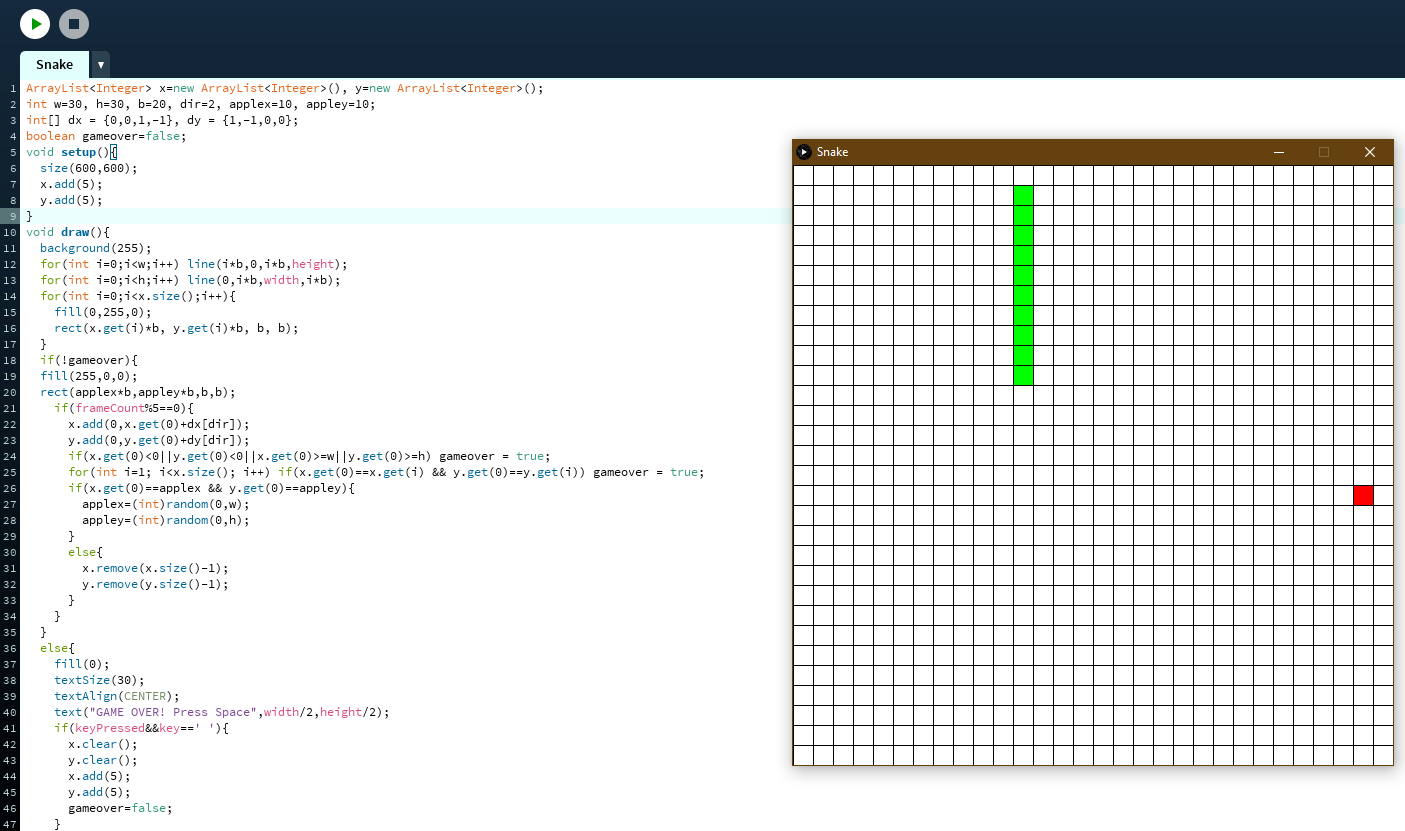 Snake
1 ArrayList<Integer> x=new ArrayList<Integer>(), y=new ArrayList<Integer>();
2 int w=30, h=30, b=20, dir=2, applex=10, appley=10;
3 int[] dx = {0,0,1,-1}, dy = {1,-1,0,0};
4 boolean gameover=false;
5 void setup(){
6   size(600,600);
7   x.add(5);
8   y.add(5);
9 }
10 void draw(){
11   background(255);
12   for(int i=0;i<w;i++) line(i*b,0,i*b,height);
13   for(int i=0;i<h;i++) line(0,i*b,width,i*b);
14   for(int i=0;i<x.size();i++){
15     fill(0,255,0);
16     rect(x.get(i)*b, y.get(i)*b, b, b);
17   }
18   if(!gameover){
19   fill(255,0,0);
20   rect(applex*b,appley*b,b,b);
21     if(frameCount%5==0){
22       x.add(0,x.get(0)+dx[dir]);
23       y.add(0,y.get(0)+dy[dir]);
24       if(x.get(0)<0||y.get(0)<0||x.get(0)>=w||y.get(0)>=h) gameover = true;
25       for(int i=1; i<x.size(); i++) if(x.get(0)==x.get(i) && y.get(0)==y.get(i)) gameover = true;
26       if(x.get(0)==applex && y.get(0)==appley){
27         applex=(int)random(0,w);
28         appley=(int)random(0,h);
29       }
30       else{
31         x.remove(x.size()-1);
32         y.remove(y.size()-1);
33       }
34     }
35   }
36   else{
37     fill(0);
38     textSize(30);
39     textAlign(CENTER);
40     text("GAME OVER! Press Space",width/2,height/2);
41     if(keyPressed&&key==' '){
42       x.clear();
43       y.clear();
44       x.add(5);
45       y.add(5);
46       gameover=false;
47     }
Snake